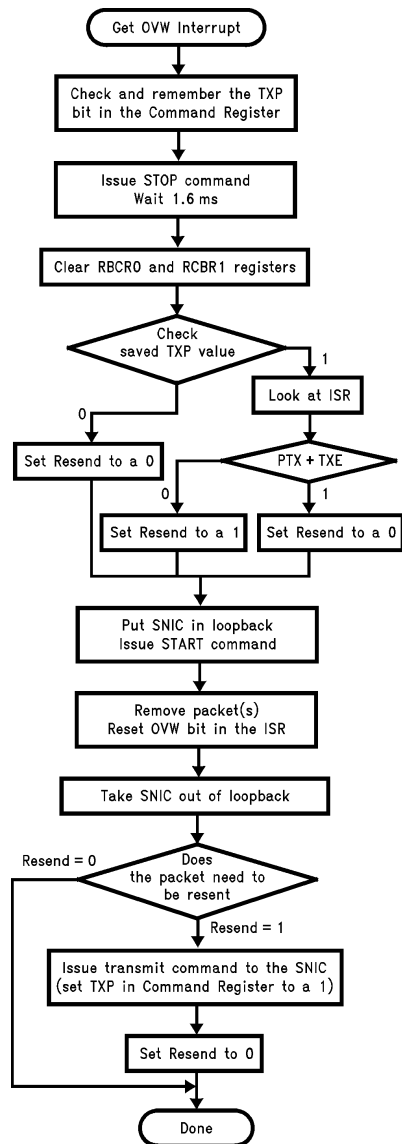 Get OVW Interrupt
Check and remember the TXP
bit in the Command Register
Issue STOP command
Wait 1.6 ms
Clear RBCR0 and RCBR1 registers
Check
saved TXP value
1
Look at ISR
0
Set Resend to a 0
PTX + TXE
0
1
Set Resend to a 1
Set Resend to a 0
Put SNIC in loopback
Issue START command
Remove packet(s)
Reset OVW bit in the ISR
Take SNIC out of loopback
Resend = 0
Does
the packet need to
be resent
Resend = 1
Issue transmit command to the SNIC
(set TXP in Command Register to a 1)
Set Resend to 0
Done